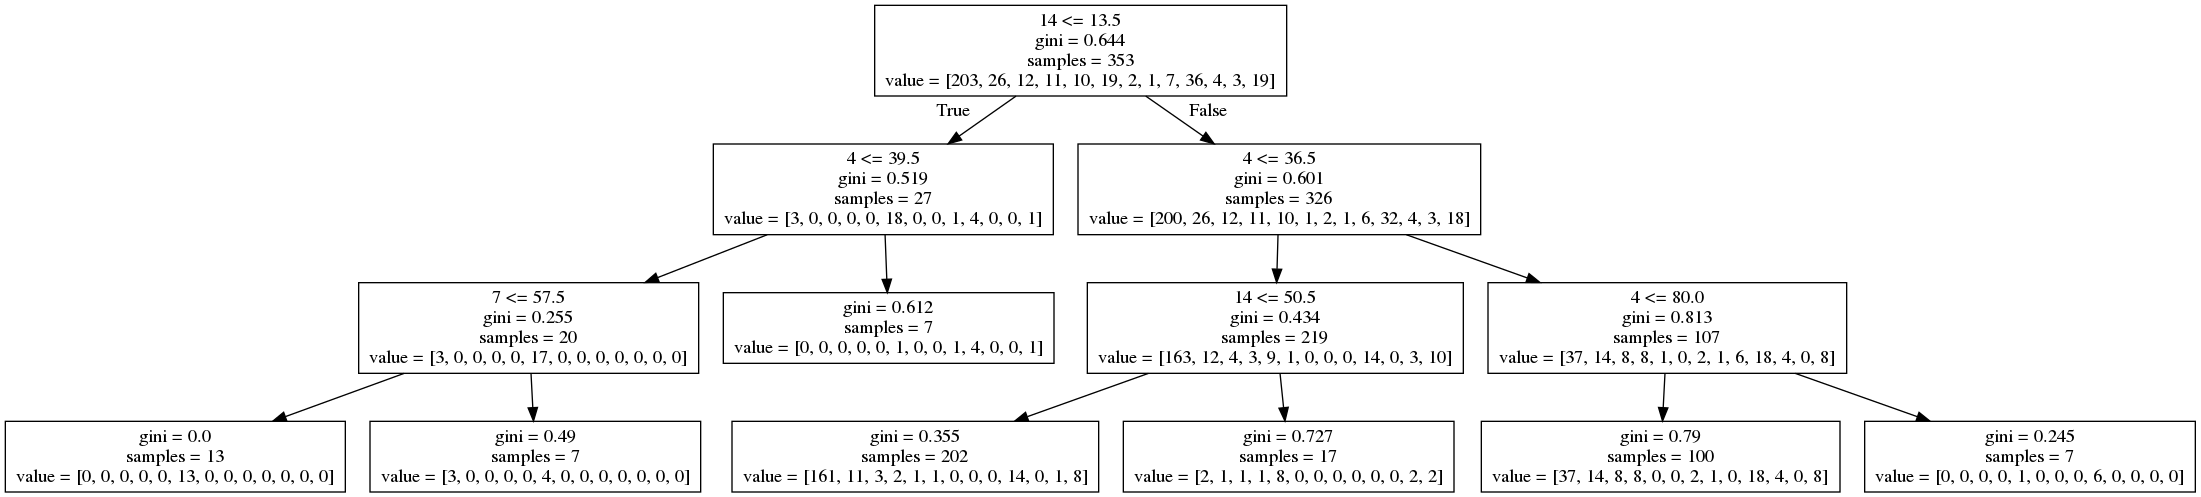 14 <= 13.5
gini = 0.644
samples = 353
value = [203, 26, 12, 11, 10, 19, 2, 1, 7, 36, 4, 3, 19]
True
False
4 <= 39.5
gini = 0.519
samples = 27
value = [3, 0, 0, 0, 0, 18, 0, 0, 1, 4, 0, 0, 1]
4 <= 36.5
gini = 0.601
samples = 326
value = [200, 26, 12, 11, 10, 1, 2, 1, 6, 32, 4, 3, 18]
7 <= 57.5
gini = 0.255
samples = 20
value = [3, 0, 0, 0, 0, 17, 0, 0, 0, 0, 0, 0, 0]
gini = 0.612
samples = 7
value = [0, 0, 0, 0, 0, 1, 0, 0, 1, 4, 0, 0, 1]
14 <= 50.5
gini = 0.434
samples = 219
value = [163, 12, 4, 3, 9, 1, 0, 0, 0, 14, 0, 3, 10]
4 <= 80.0
gini = 0.813
samples = 107
value = [37, 14, 8, 8, 1, 0, 2, 1, 6, 18, 4, 0, 8]
gini = 0.0
samples = 13
value = [0, 0, 0, 0, 0, 13, 0, 0, 0, 0, 0, 0, 0]
gini = 0.49
samples = 7
value = [3, 0, 0, 0, 0, 4, 0, 0, 0, 0, 0, 0, 0]
gini = 0.355
samples = 202
value = [161, 11, 3, 2, 1, 1, 0, 0, 0, 14, 0, 1, 8]
gini = 0.727
samples = 17
value = [2, 1, 1, 1, 8, 0, 0, 0, 0, 0, 0, 2, 2]
gini = 0.79
samples = 100
value = [37, 14, 8, 8, 0, 0, 2, 1, 0, 18, 4, 0, 8]
gini = 0.245
samples = 7
value = [0, 0, 0, 0, 1, 0, 0, 0, 6, 0, 0, 0, 0]